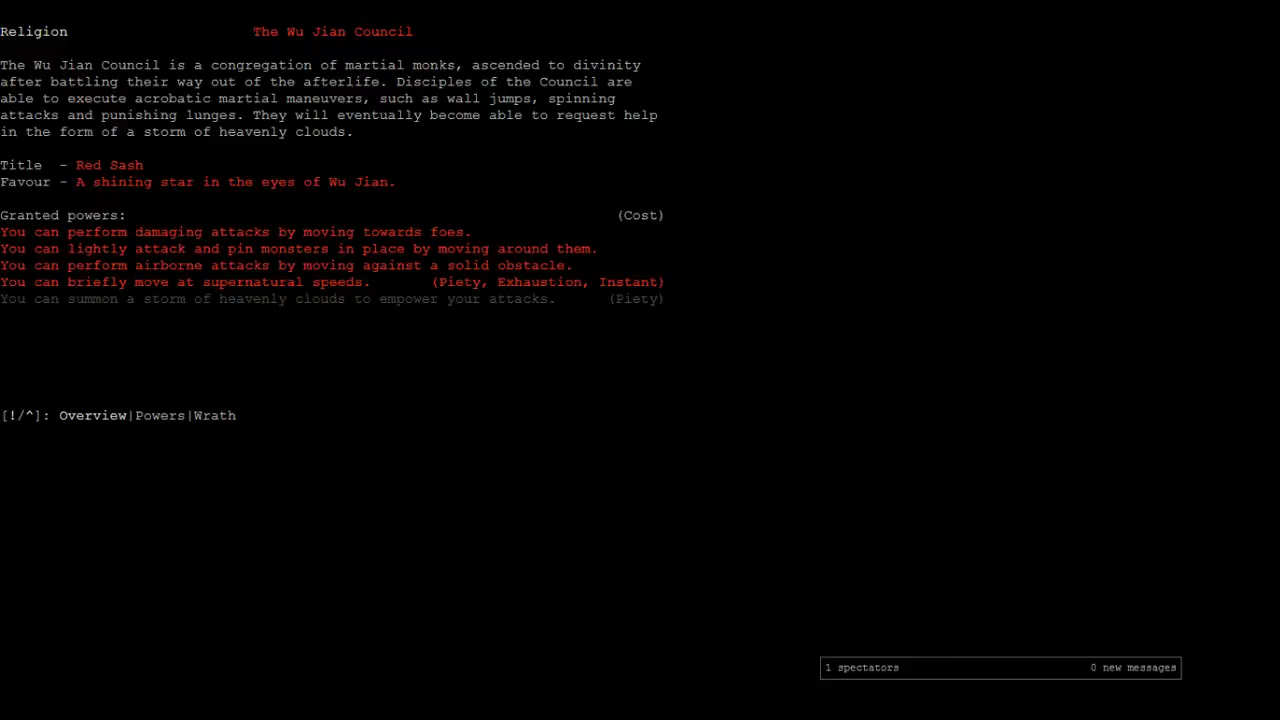 Religion The Wu Jian Council
The Wu Jian Council is a congregation of martial monks, ascended to divinity
after battling their way out of the afterlife. Disciples of the Council are
able to execute acrobatic martial maneuvers, such as wall jumps, spinning
attacks and punishing lunges. They will eventually become able to request help
in the form of a storm of heavenly clouds.
Title - Red Sash
Favour - A shining star in the eyes of Wu Jian.
Granted powers: (Cost)
You can perform damaging attacks by moving towards foes.
You can lightly attack and pin monsters in place by moving around them.
You can perform airborne attacks by moving against a solid obstacle.
You can briefly move at supernatural speeds. (Piety, Exhaustion, Instant)
You can summon a storm of heavenly clouds to empower your attacks. (Piety)
[!/^]: Overview|Powers|Wrath
1 spectators 0 new messages